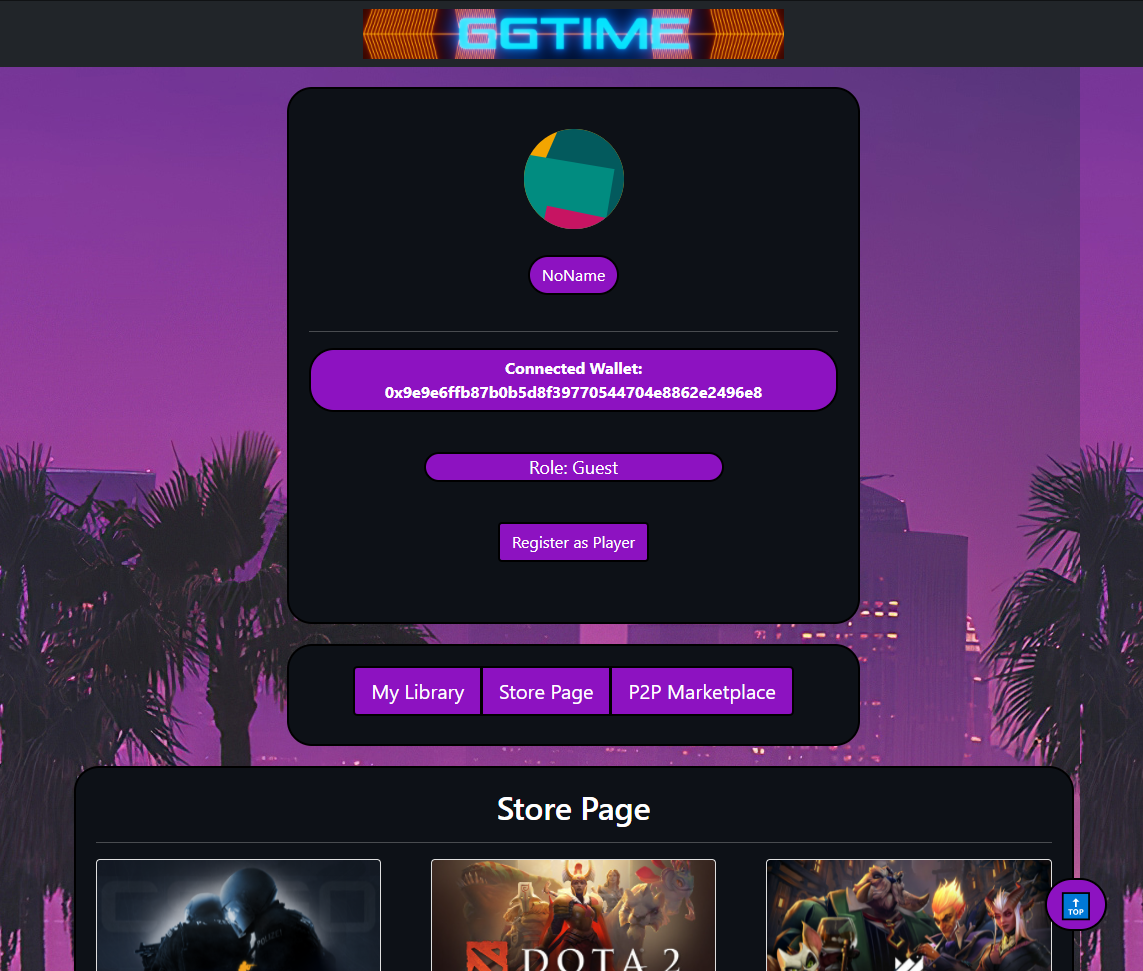 GGTIME
NoName
Connected Wallet:
0x9e9e6ffb87b0b5d8f39770544704e8862e2496e8
Role: Guest
Register as Player
My Library
Store Page
P2P Marketplace
Store Page
POLIZEI
DOTA 2
TOP